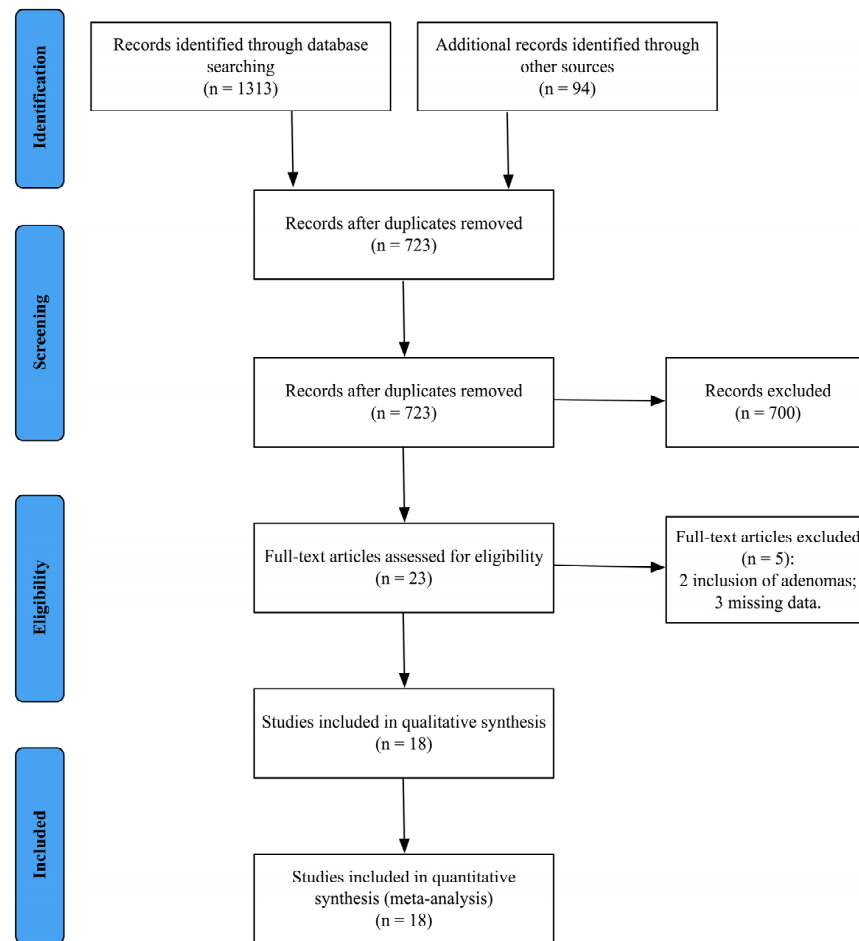 Identification
Records identified through database
searching
(n = 1313)
Additional records identified through
other sources
(n = 94)
Records after duplicates removed
(n = 723)
Screening
Records after duplicates removed
(n = 723)
Records excluded
(n = 700)
Eligibility
Full-text articles assessed for eligibility
(n = 23)
Full-text articles excluded
(n = 5):
2 inclusion of adenomas;
3 missing data.
Studies included in qualitative synthesis
(n = 18)
Included
Studies included in quantitative
synthesis (meta-analysis)
(n = 18)